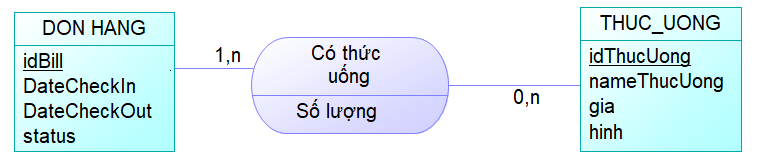 DON HANG
idBill
DateCheckIn
DateCheckOut
status
1,n
Có thức
uống
Số lượng
0,n
THUC_UONG
idThucUong
nameThucUong
gia
hinh